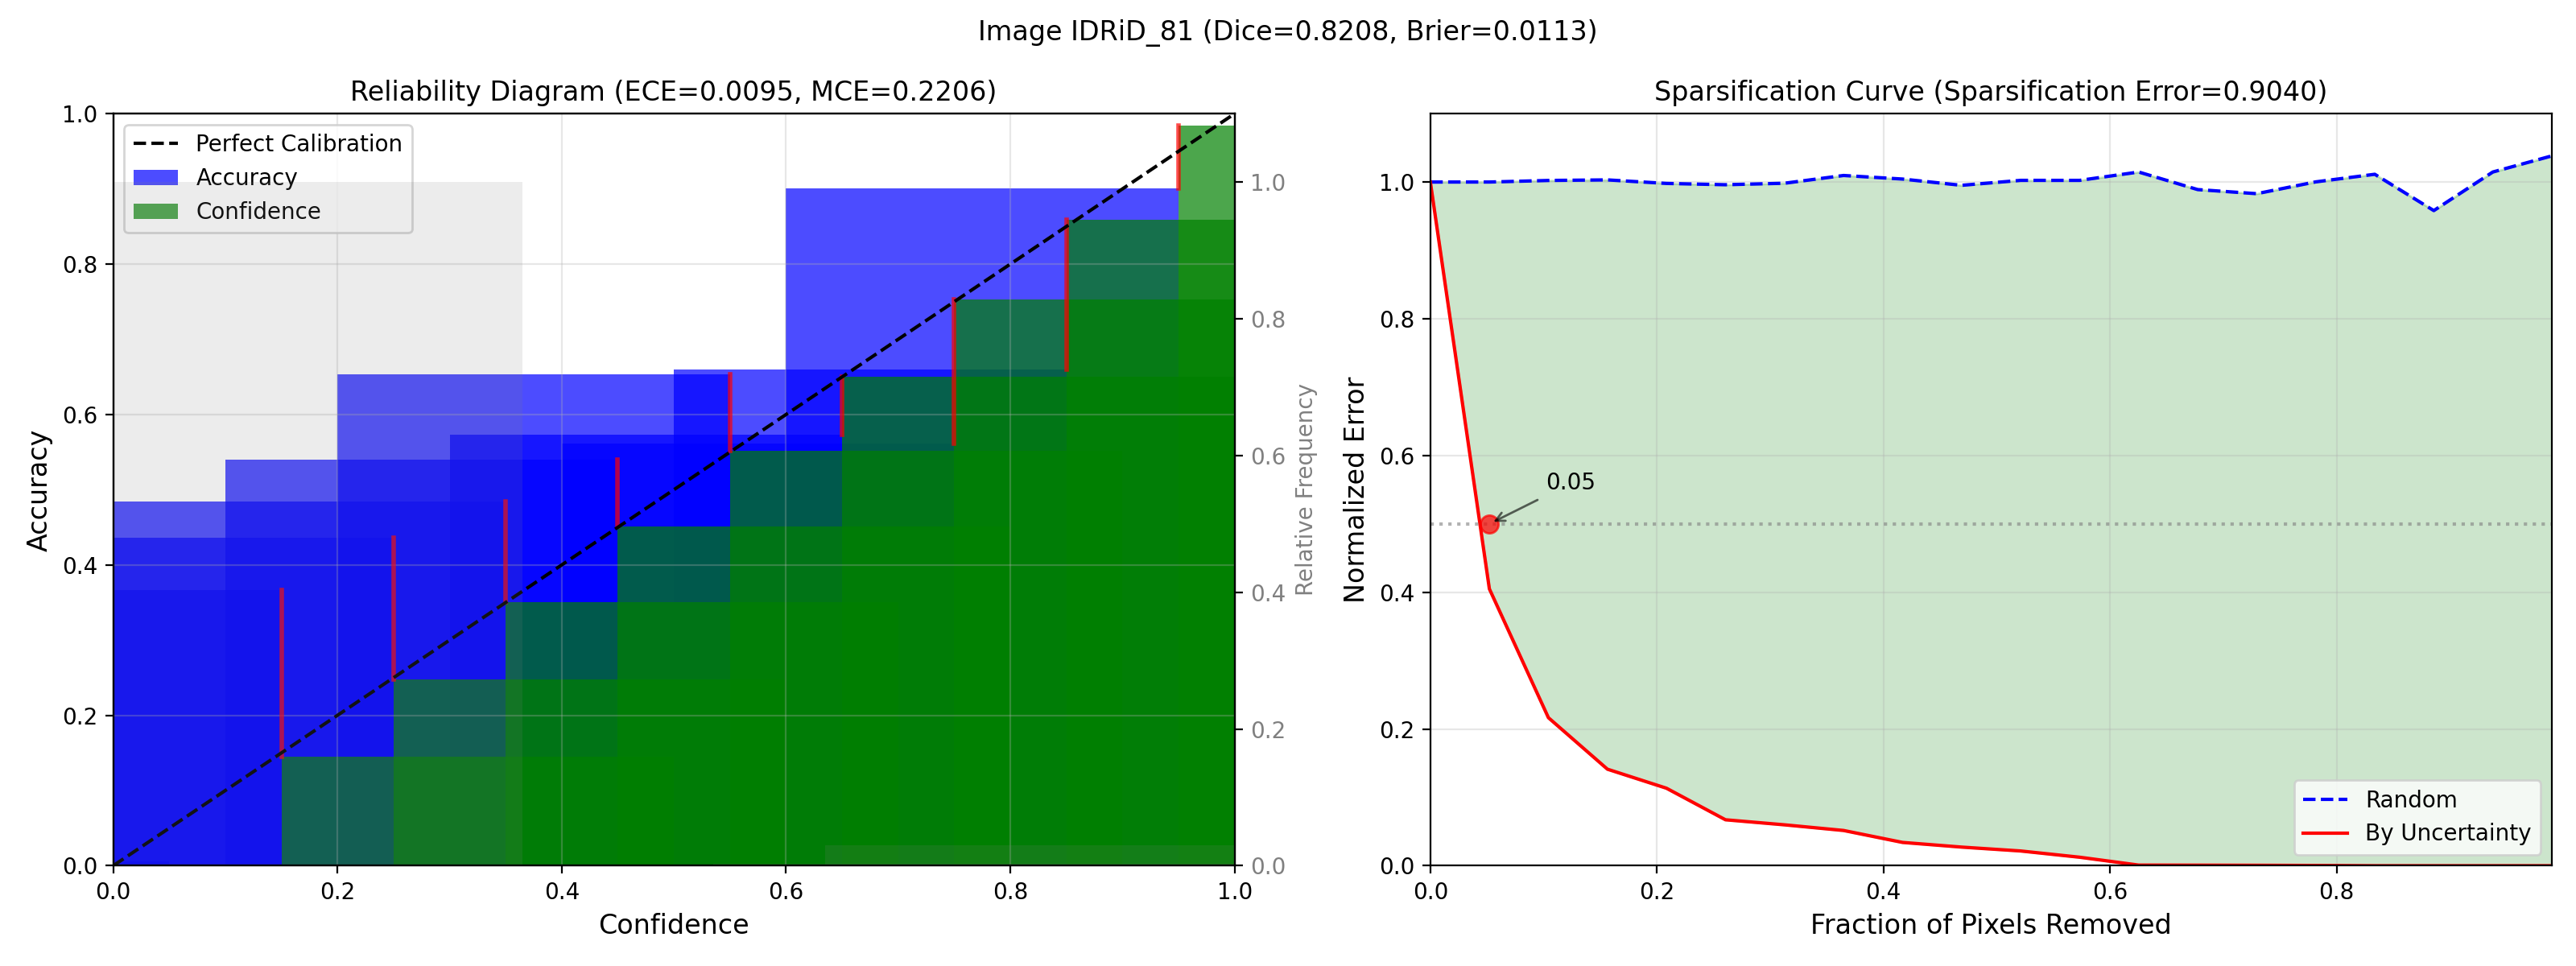 Image IDRiD_81 (Dice=0.8208, Brier=0.0113)
Reliability Diagram (ECE=0.0095, MCE=0.2206)
Perfect Calibration
Accuracy
Confidence
1.0
0.8
0.6
0.4
0.2
0.0
Accuracy
0.0
0.2
0.4
0.6
0.8
1.0
Confidence
1.0
0.8
0.6
0.4
0.2
0.0
Relative Frequency
Sparsification Curve (Sparsification Error=0.9040)
1.0
0.8
0.6
0.4
0.2
0.0
Normalized Error
0.05
Random
By Uncertainty
0.0
0.2
0.4
0.6
0.8
Fraction of Pixels Removed